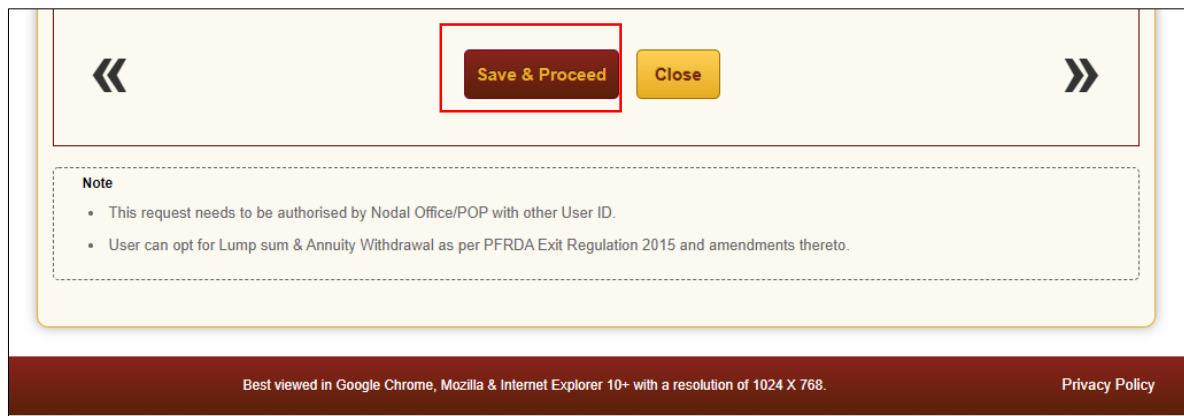 «
Save & Proceed
Close
»
Note
• This request needs to be authorised by Nodal Office/POP with other User ID.
• User can opt for Lump sum & Annuity Withdrawal as per PFRDA Exit Regulation 2015 and amendments thereto.
Best viewed in Google Chrome, Mozilla & Internet Explorer 10+ with a resolution of 1024 X 768.
Privacy Policy